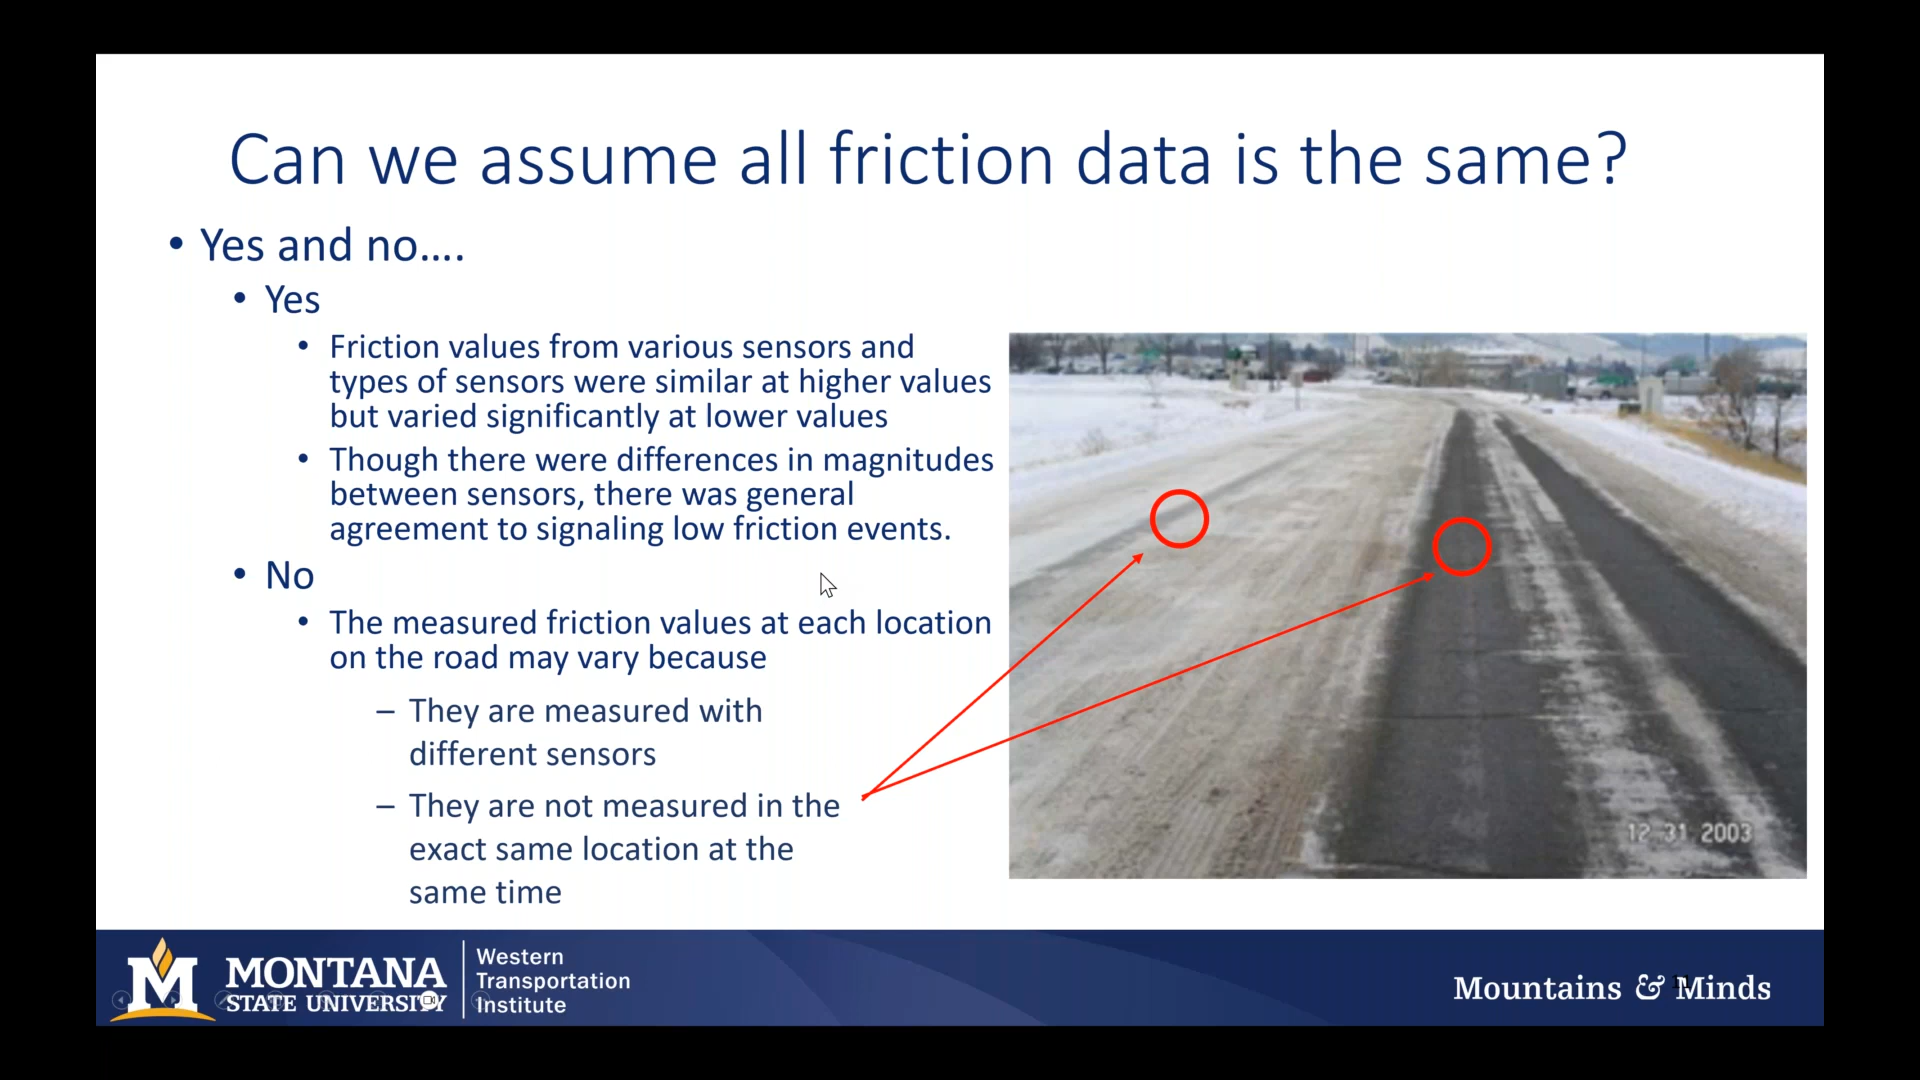 Can we assume all friction data is the same?
• Yes and no....
• Yes
• Friction values from various sensors and
types of sensors were similar at higher values
but varied significantly at lower values
• Though there were differences in magnitudes
between sensors, there was general
agreement to signaling low friction events.
• No
• The measured friction values at each location
on the road may vary because
– They are measured with
different sensors
– They are not measured in the
exact same location at the
same time
12 31 2003
M MONTANA
STATE UNIVERSITY
Western
Transportation
Institute
Mountains & Minds